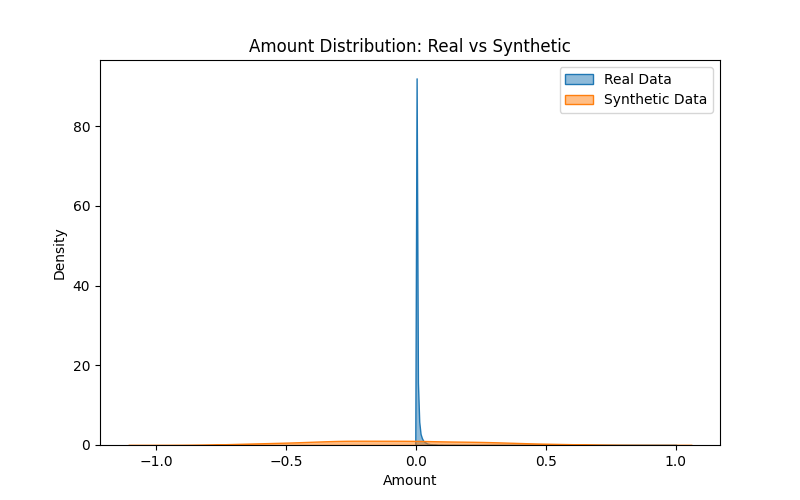 Amount Distribution: Real vs Synthetic
Real Data
Synthetic Data
80
60
40
20
0
Density
−1.0 −0.5 0.0 0.5 1.0
Amount